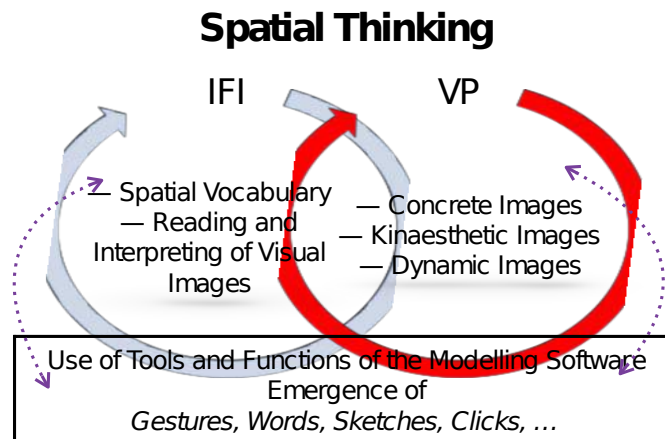 Spatial Thinking
IFI
VP
— Spatial Vocabulary
— Reading and
Interpreting of Visual
Images
— Concrete Images
— Kinaesthetic Images
— Dynamic Images
Use of Tools and Functions of the Modelling Software
Emergence of
Gestures, Words, Sketches, Clicks, …